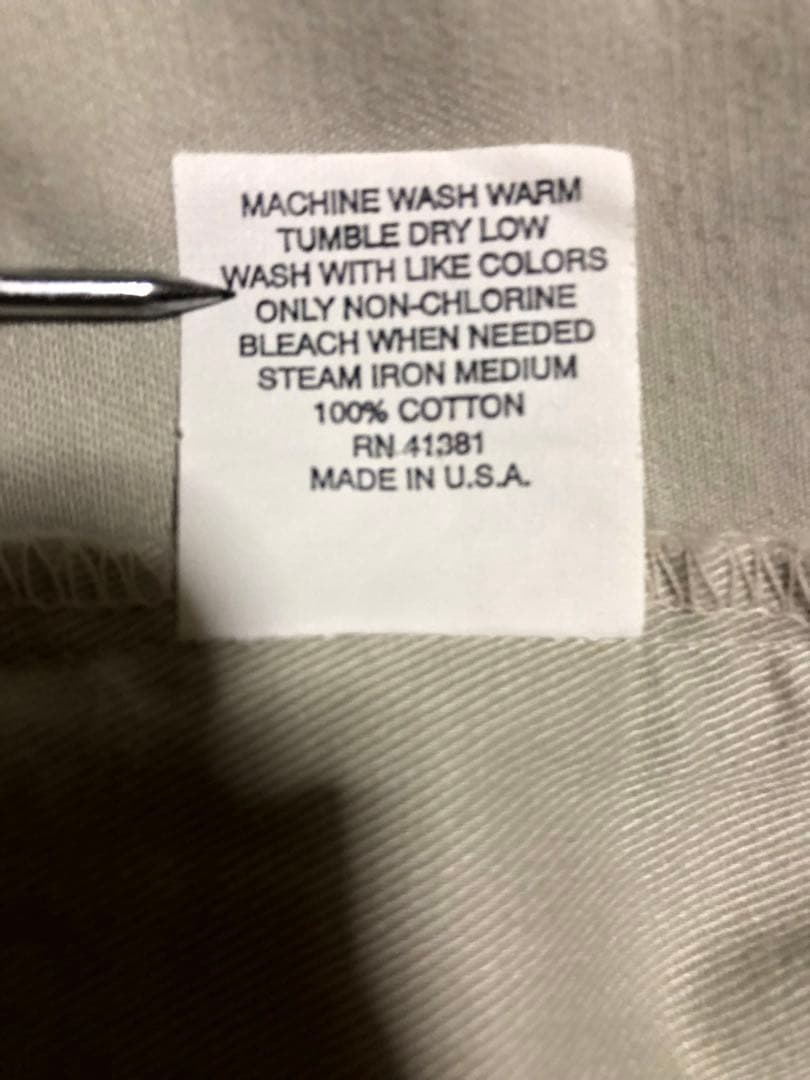 MACHINE WASH WARM
TUMBLE DRY LOW
WASH WITH LIKE COLORS
ONLY NON-CHLORINE
BLEACH WHEN NEEDED
STEAM IRON MEDIUM
100% COTTON
RN 41381
MADE IN U.S.A.